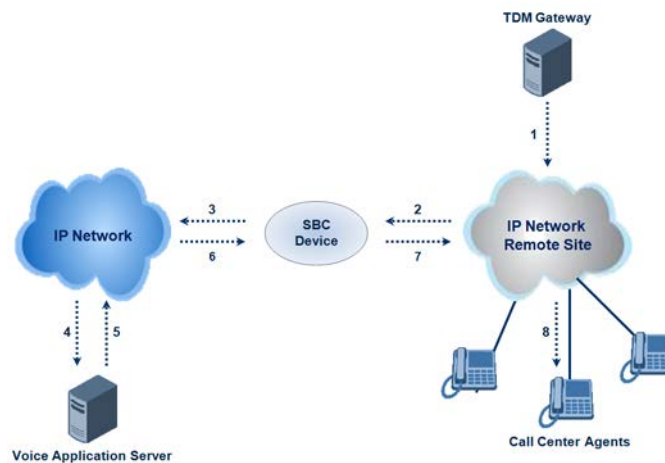 TDM Gateway
1
3
2
SBC
Device
IP Network
IP Network
Remote Site
6
7
4
5
8
Voice Application Server
Call Center Agents